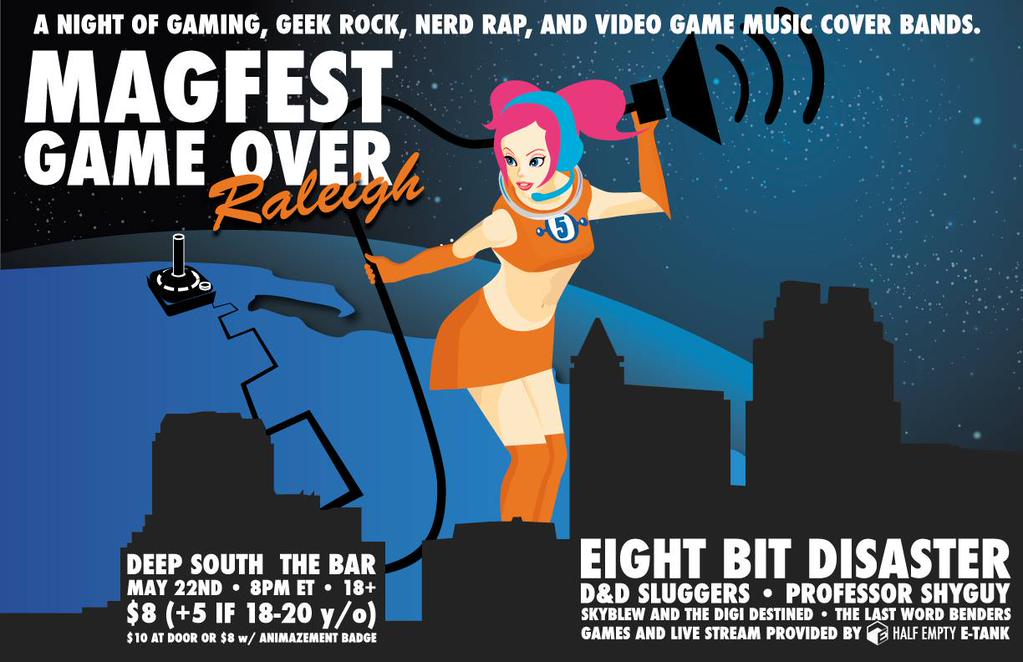 A NIGHT OF GAMING, GEEK ROCK, NERD RAP, AND VIDEO GAME MUSIC COVER BANDS.
MAGFEST
GAME OVER
Raleigh
5
DEEP SOUTH THE BAR
MAY 22ND • 8PM ET • 18+
$8 (+5 IF 18-20 y/o)
$10 AT DOOR OR $8 w/ ANIMAZEMENT BADGE
EIGHT BIT DISASTER
D&D SLUGGERS • PROFESSOR SHYGUY
SKYBLEW AND THE DIGI DESTINED • THE LAST WORD BENDERS
GAMES AND LIVE STREAM PROVIDED BY HALF EMPTY E-TANK